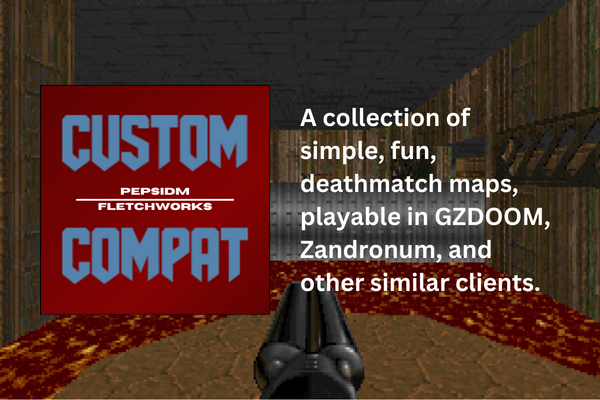 CUSTOM
PEPSIDM
FLETCHWORKS
COMPAT
A collection of
simple, fun,
deathmatch maps,
playable in GZDOOM,
Zandronum, and
other similar clients.